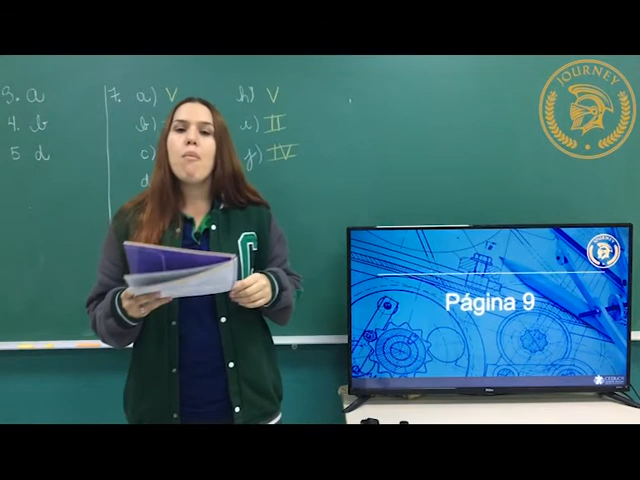 JOURNEY
3. a
4. b
5 d
7. a) V
b)
c)
d
h) V
i) II
j) IV
Página 9